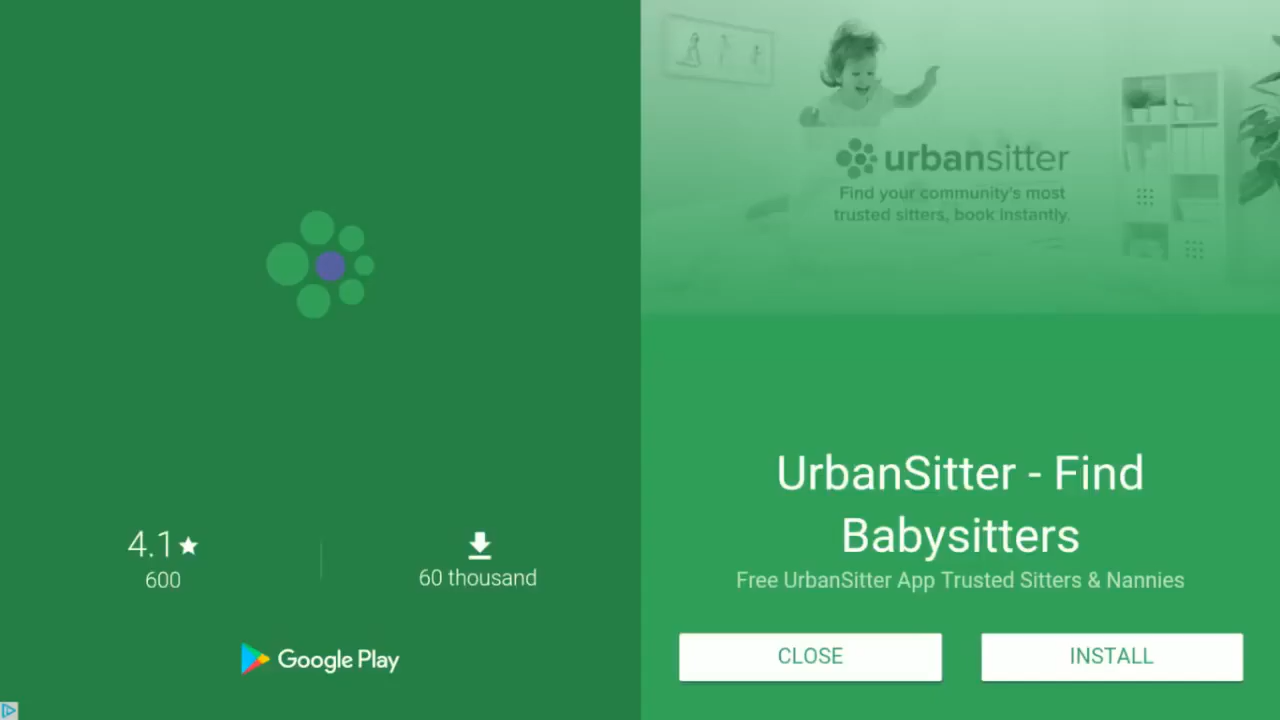 urbansitter
Find your community's most
trusted sitters, book instantly.
4.1
600
60 thousand
Google Play
UrbanSitter - Find
Babysitters
Free UrbanSitter App Trusted Sitters & Nannies
CLOSE
INSTALL